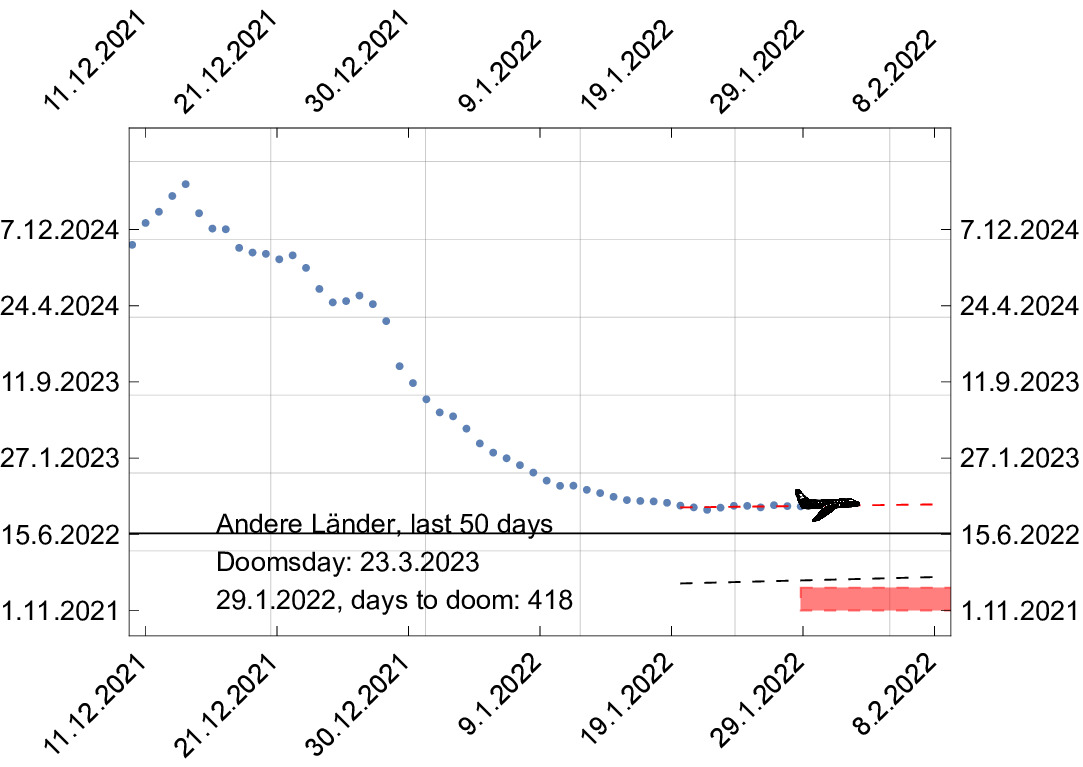 11.12.2021 21.12.2021 30.12.2021 9.1.2022 19.1.2022 29.1.2022 8.2.2022
7.12.2024 7.12.2024
24.4.2024 24.4.2024
11.9.2023 11.9.2023
27.1.2023 27.1.2023
Andere Länder, last 50 days
15.6.2022 15.6.2022
Doomsday: 23.3.2023
29.1.2022, days to doom: 418
1.11.2021 1.11.2021
11.12.2021 21.12.2021 30.12.2021 9.1.2022 19.1.2022 29.1.2022 8.2.2022